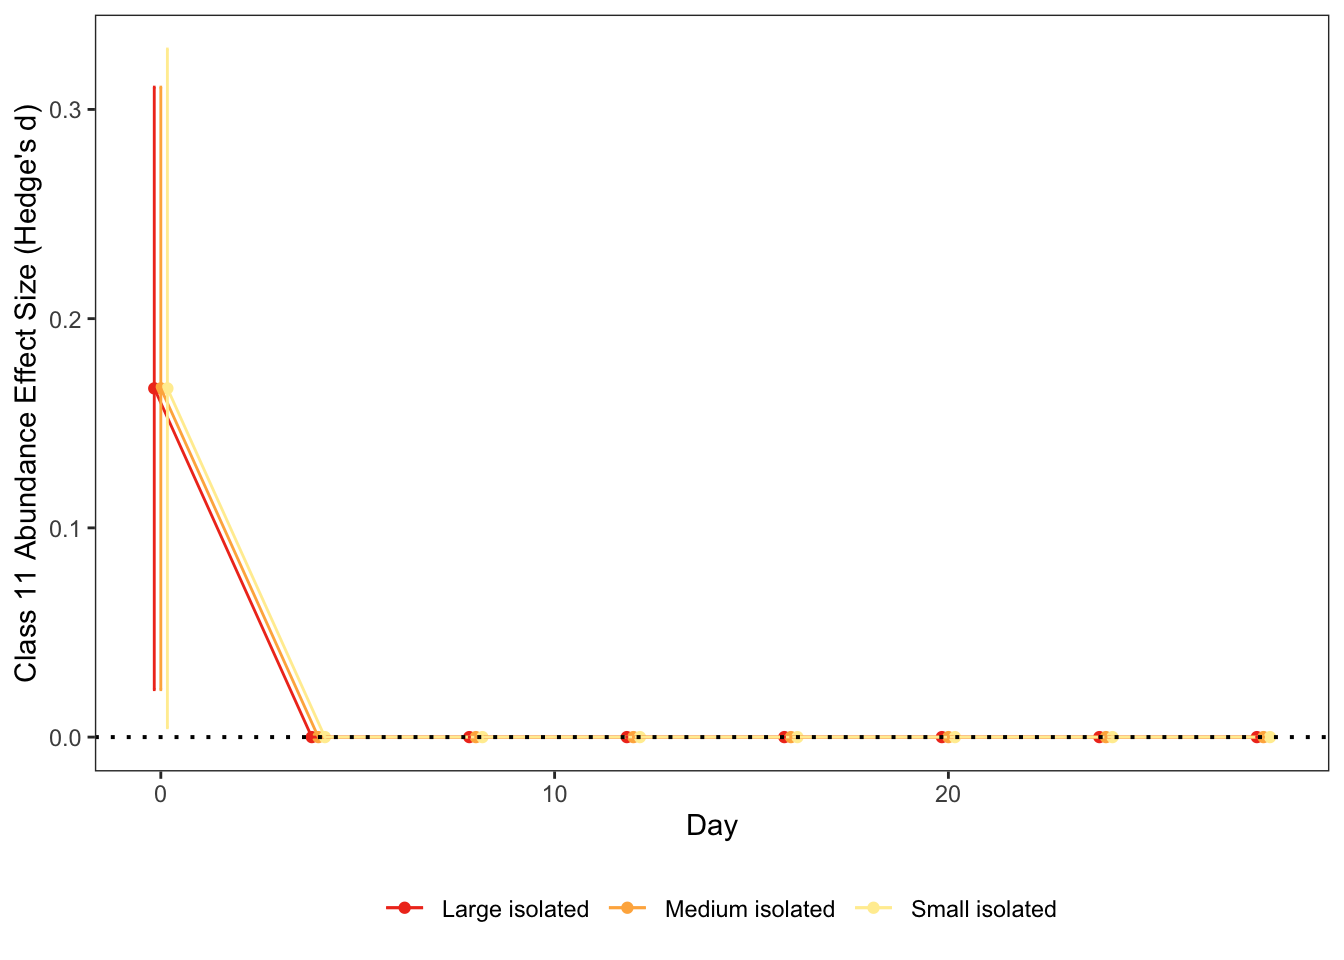 Class 11 Abundance Effect Size (Hedge's d)
0.3
0.2
0.1
0.0
0 10 20
Day
Large isolated Medium isolated Small isolated